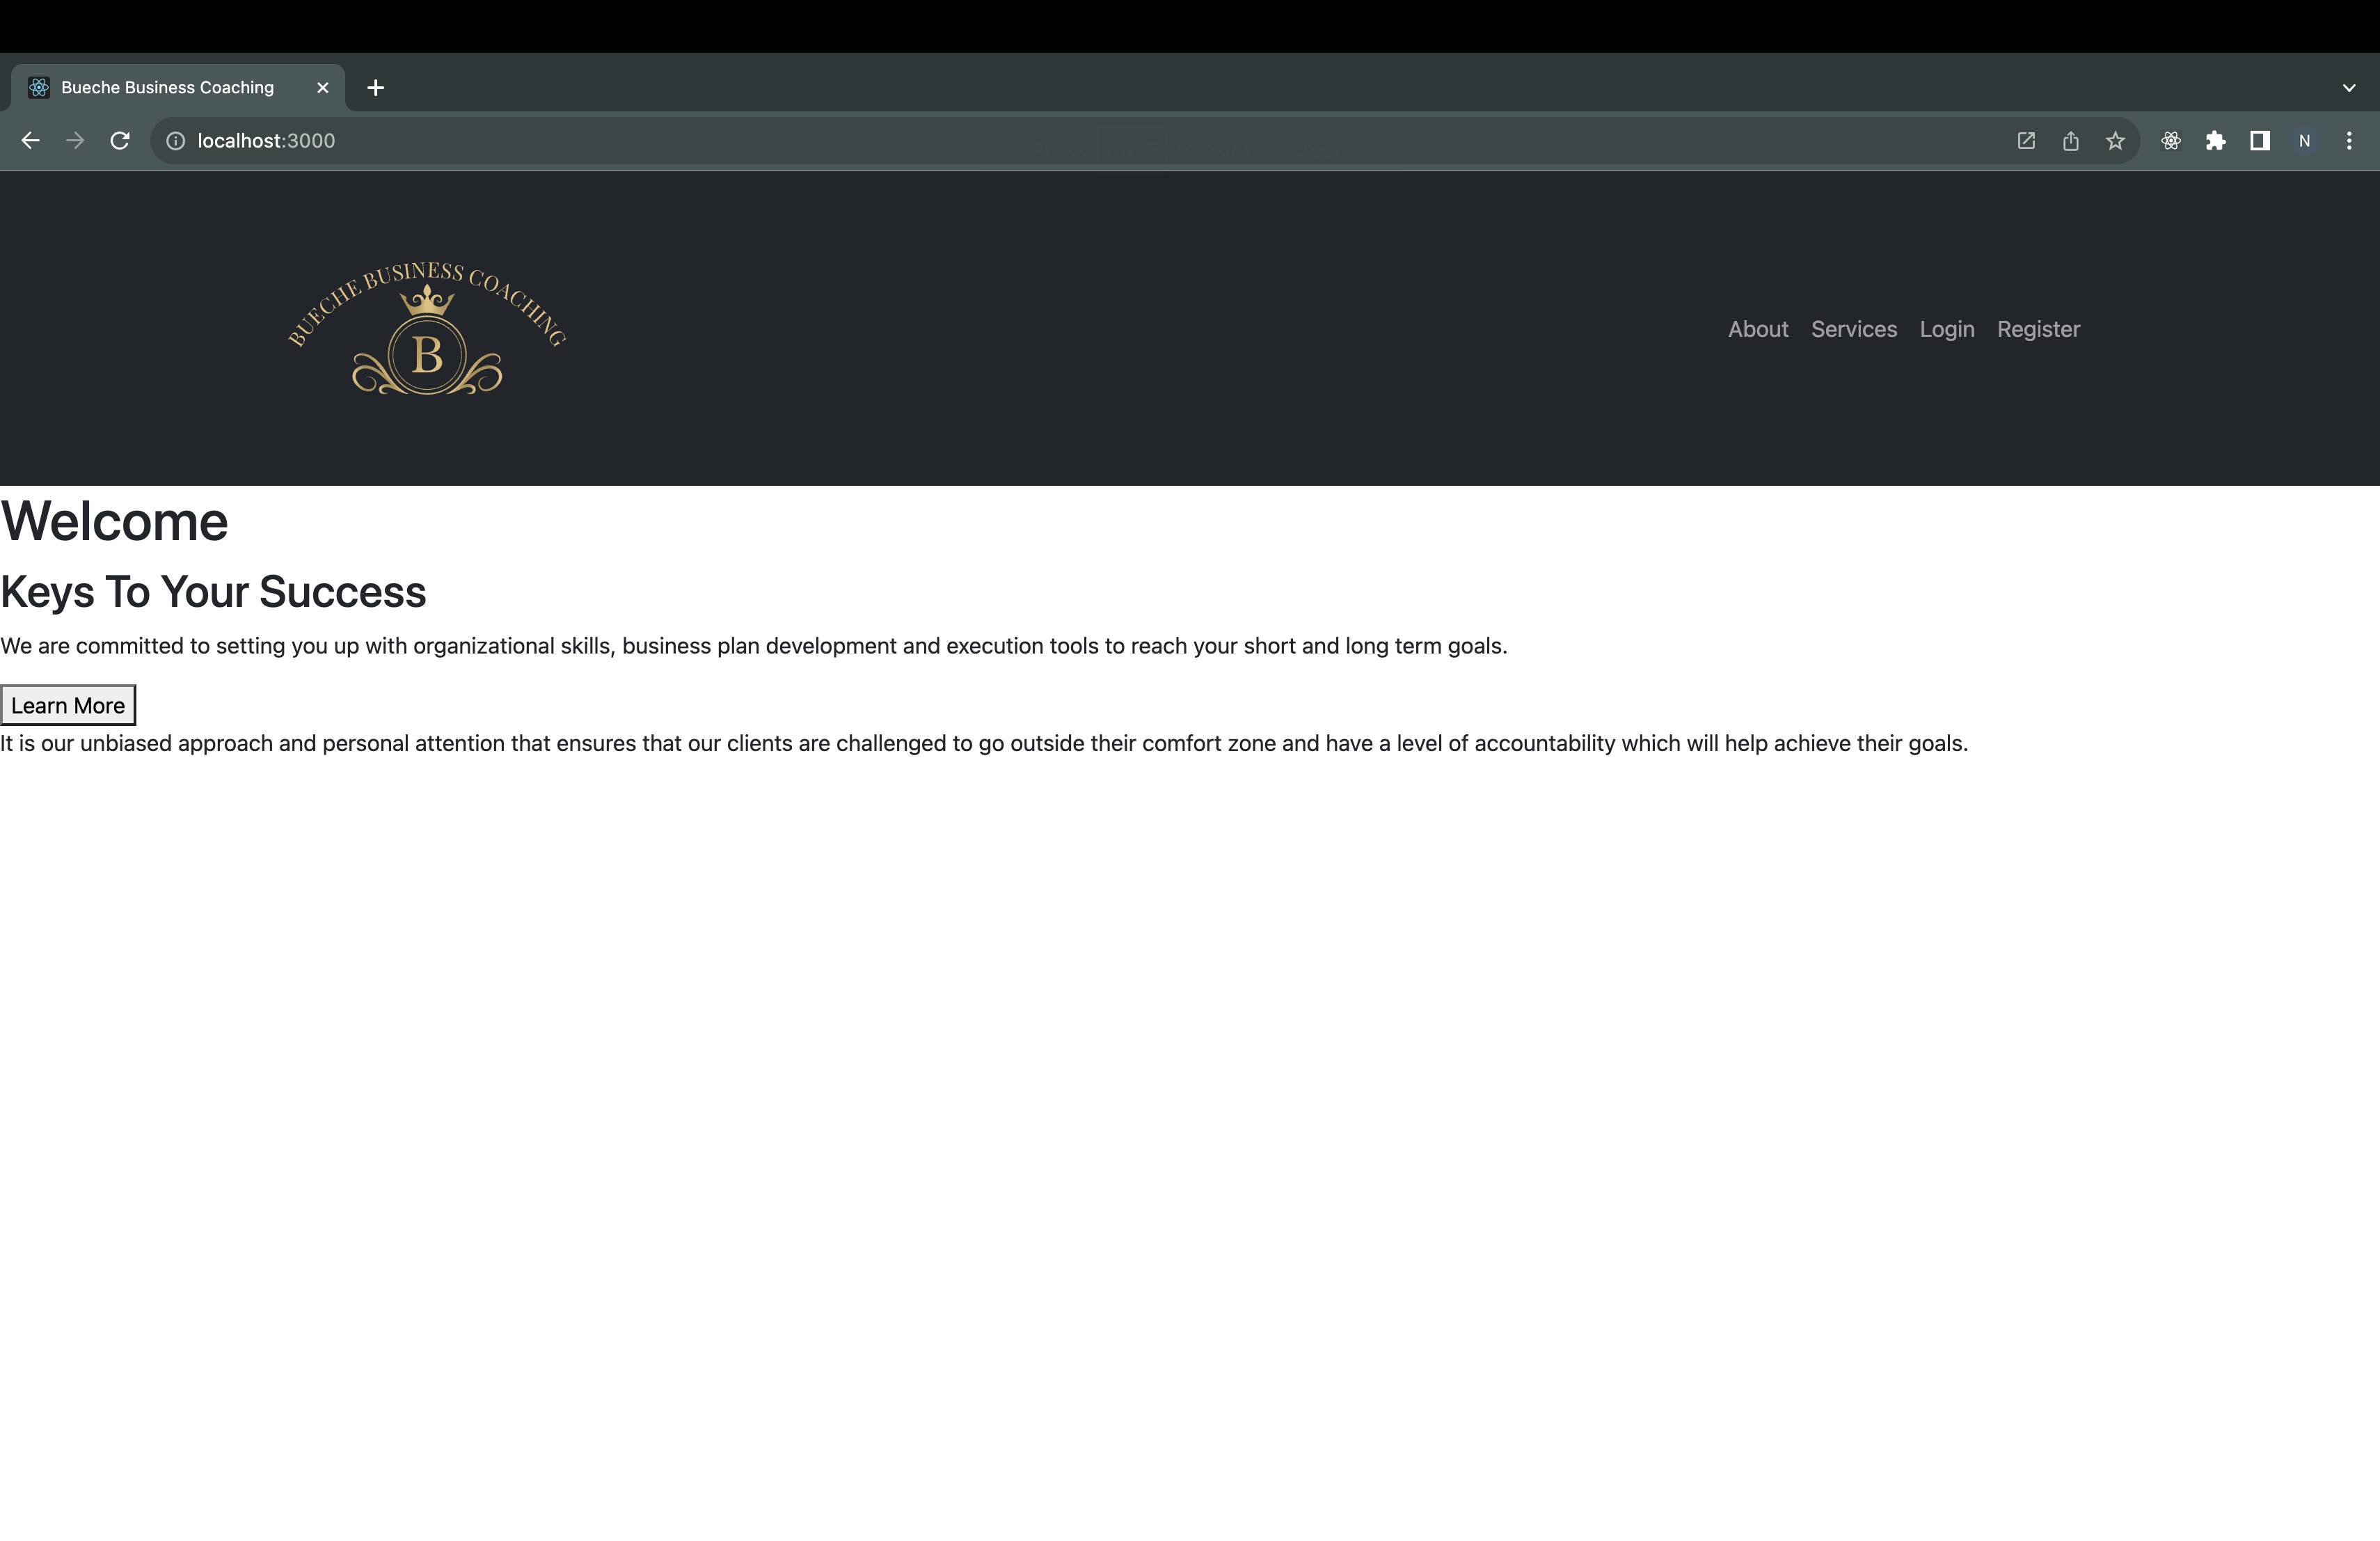 Bueche Business Coaching
localhost:3000
N
BUECHE BUSINESS COACHING
B
About Services Login Register
Welcome
Keys To Your Success
We are committed to setting you up with organizational skills, business plan development and execution tools to reach your short and long term goals.
Learn More
It is our unbiased approach and personal attention that ensures that our clients are challenged to go outside their comfort zone and have a level of accountability which will help achieve their goals.